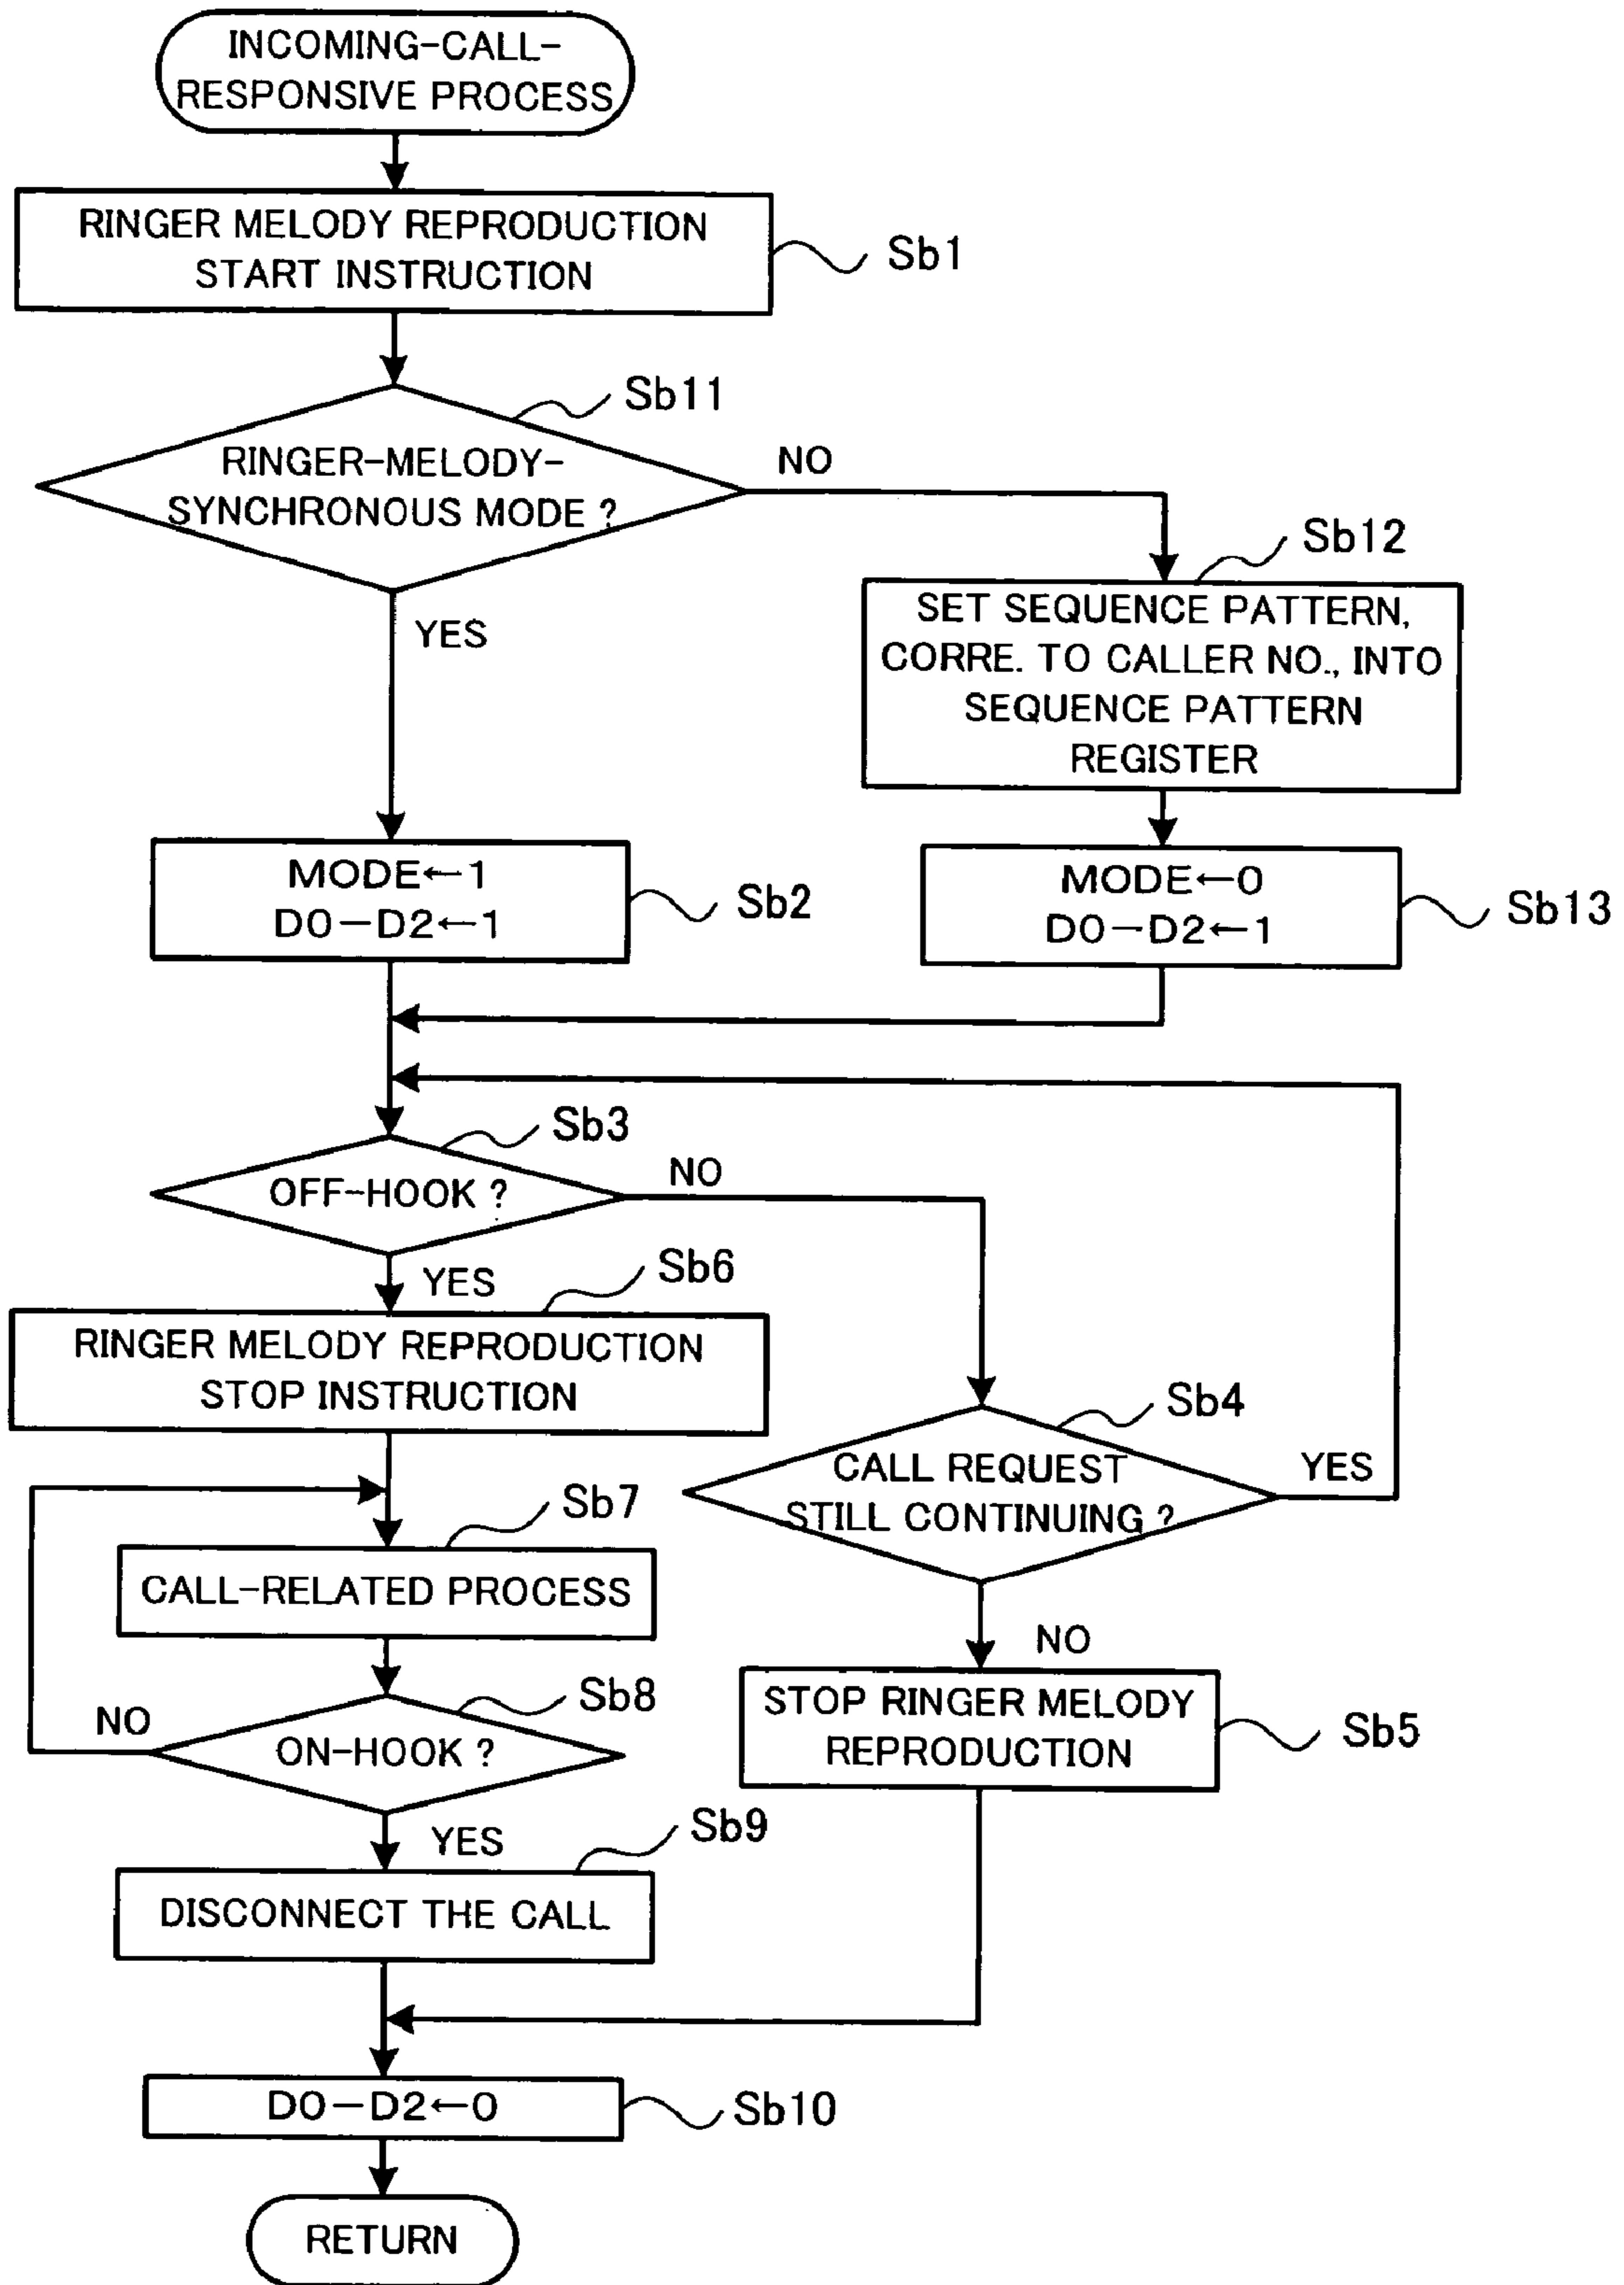 INCOMING-CALL-
RESPONSIVE PROCESS
RINGER MELODY REPRODUCTION
START INSTRUCTION
Sb1
Sb11
RINGER-MELODY-
SYNCHRONOUS MODE ?
NO
YES
Sb12
SET SEQUENCE PATTERN,
CORRE. TO CALLER NO., INTO
SEQUENCE PATTERN
REGISTER
MODE←1
D0-D2←1
Sb2
MODE←0
D0-D2←1
Sb13
Sb3
OFF-HOOK ?
NO
YES
Sb6
RINGER MELODY REPRODUCTION
STOP INSTRUCTION
Sb4
CALL REQUEST
STILL CONTINUING ?
YES
NO
Sb7
CALL-RELATED PROCESS
Sb8
ON-HOOK ?
NO
YES
STOP RINGER MELODY
REPRODUCTION
Sb5
Sb9
DISCONNECT THE CALL
D0-D2←0
Sb10
RETURN